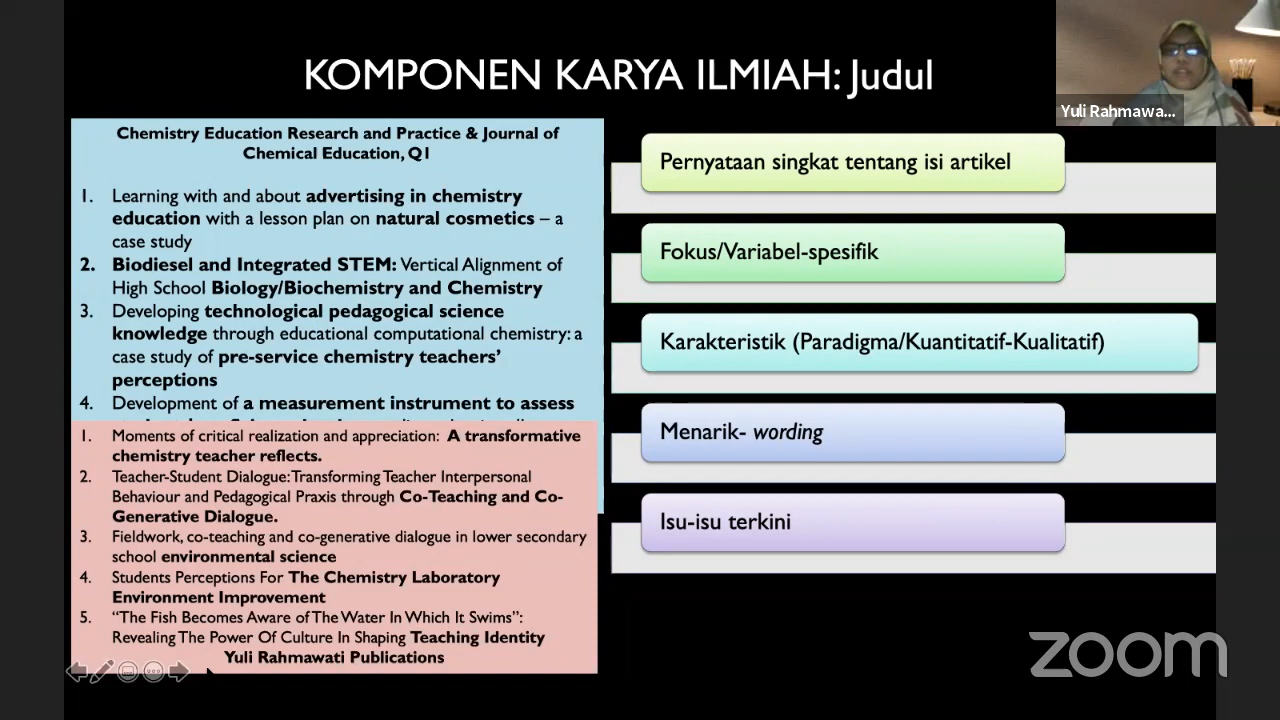 KOMPONEN KARYA ILMIAH: Judul
Yuli Rahmawa...
Chemistry Education Research and Practice & Journal of
Chemical Education, Q1
1. Learning with and about advertising in chemistry
education with a lesson plan on natural cosmetics – a
case study
2. Biodiesel and Integrated STEM: Vertical Alignment of
High School Biology/Biochemistry and Chemistry
3. Developing technological pedagogical science
knowledge through educational computational chemistry: a
case study of pre-service chemistry teachers’
perceptions
4. Development of a measurement instrument to assess
1. Moments of critical realization and appreciation: A transformative
chemistry teacher reflects.
2. Teacher-Student Dialogue: Transforming Teacher Interpersonal
Behaviour and Pedagogical Praxis through Co-Teaching and Co-
Generative Dialogue.
3. Fieldwork, co-teaching and co-generative dialogue in lower secondary
school environmental science
4. Students Perceptions For The Chemistry Laboratory
Environment Improvement
5. “The Fish Becomes Aware of The Water In Which It Swims”:
Revealing The Power Of Culture In Shaping Teaching Identity
Yuli Rahmawati Publications
Pernyataan singkat tentang isi artikel
Fokus/Variabel-spesifik
Karakteristik (Paradigma/Kuantitatif-Kualitatif)
Menarik- wording
Isu-isu terkini
zoom